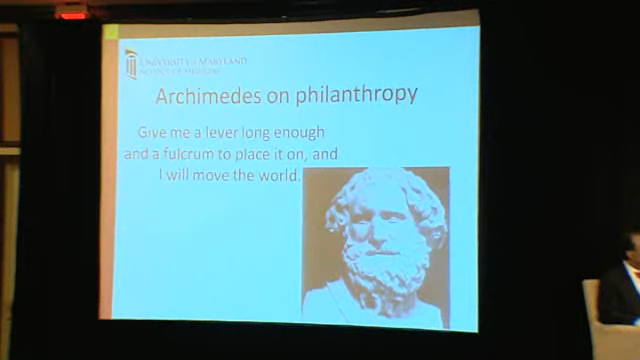 UNIVERSITY of MARYLAND
SCHOOL OF MEDICINE
Archimedes on philanthropy
Give me a lever long enough
and a fulcrum to place it on, and
I will move the world.